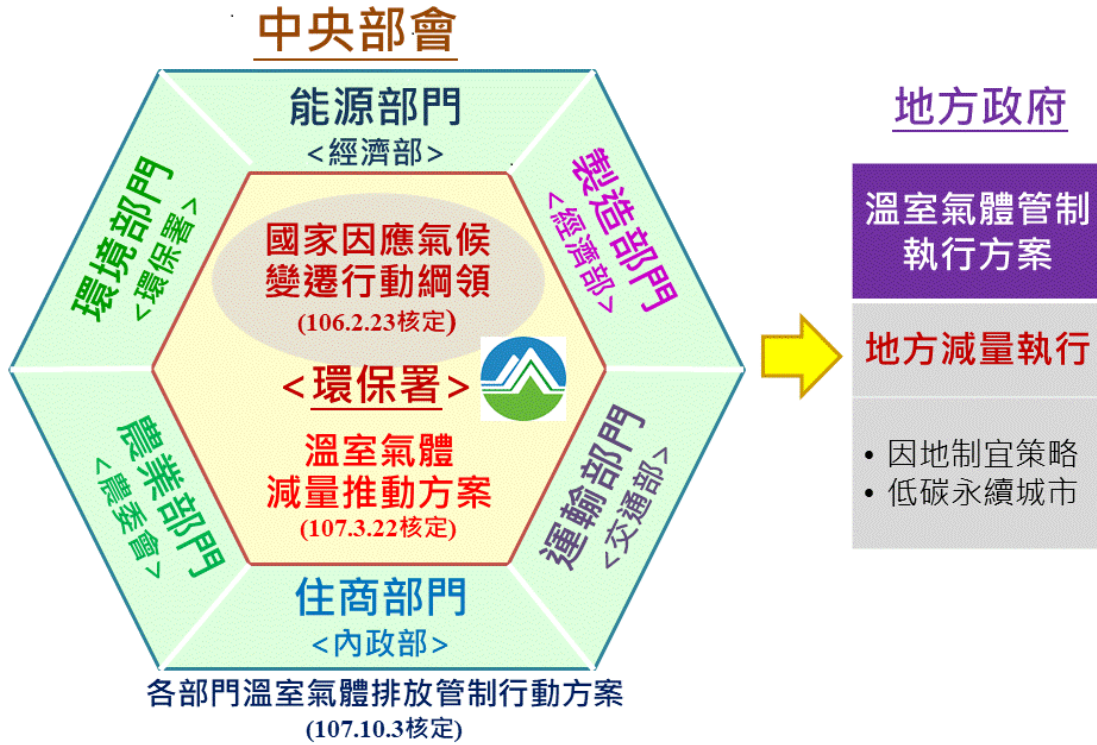 中央部會
能源部門
<經濟部>
製造部門
<經濟部>
運輸部門
<交通部>
住商部門
<內政部>
農業部門
<農委會>
環境部門
<環保署>
國家因應氣候
變遷行動綱領
(106.2.23核定)
<環保署>
溫室氣體
減量推動方案
(107.3.22核定)
各部門溫室氣體排放管制行動方案
(107.10.3核定)
地方政府
溫室氣體管制
執行方案
地方減量執行
• 因地制宜策略
• 低碳永續城市